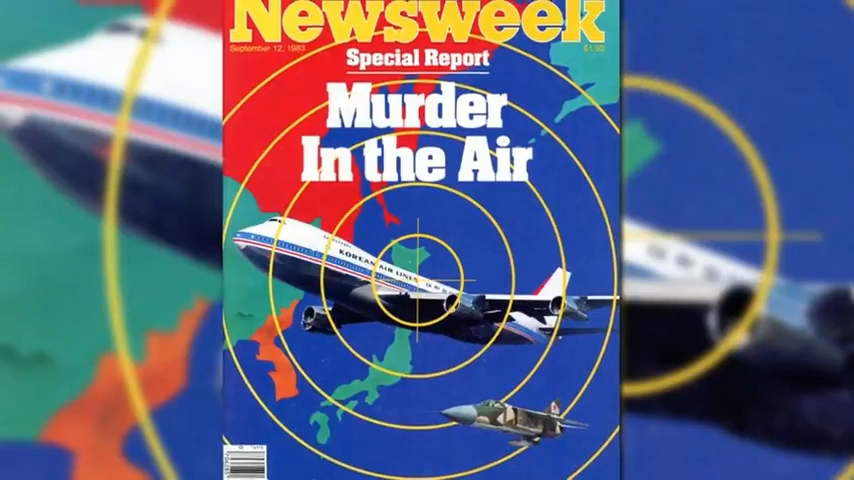 Newsweek
September 12, 1983
$1.50
Special Report
Murder
In the Air
KOREAN AIR LINES